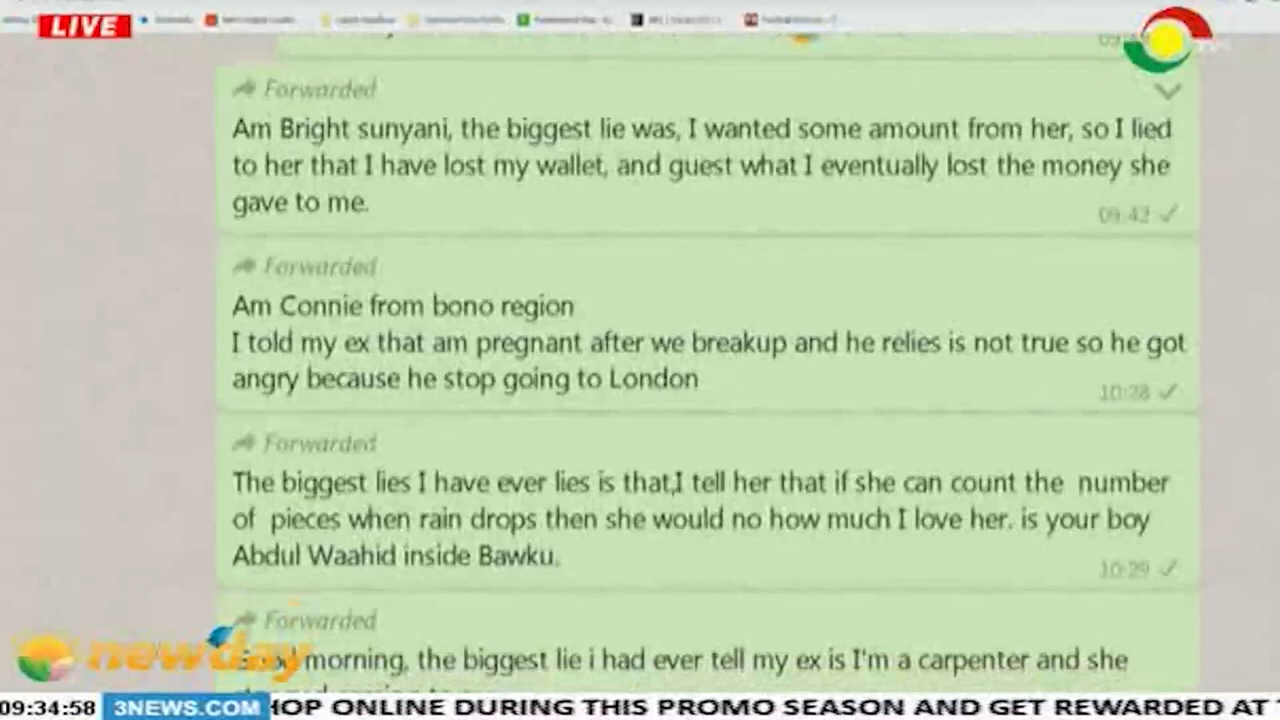 LIVE
Forwarded
Am Bright sunyani, the biggest lie was, I wanted some amount from her, so I lied
to her that I have lost my wallet, and guest what I eventually lost the money she
gave to me.
09:42
Forwarded
Am Connie from bono region
I told my ex that am pregnant after we breakup and he relies is not true so he got
angry because he stop going to London
10:28
Forwarded
The biggest lies I have ever lies is that,I tell her that if she can count the number
of pieces when rain drops then she would no how much I love her. is your boy
Abdul Waahid inside Bawku.
10:29
Forwarded
morning, the biggest lie i had ever tell my ex is I'm a carpenter and she
newday
09:34:58 3NEWS.COM HOP ONLINE DURING THIS PROMO SEASON AND GET REWARDED AT